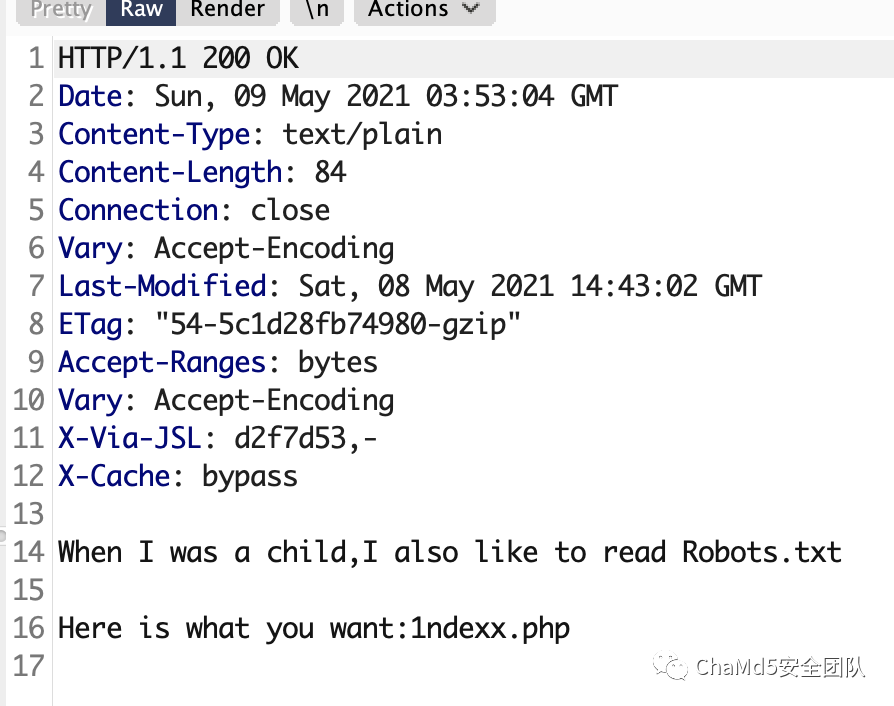 Pretty Raw Render \n Actions
1 HTTP/1.1 200 OK
2 Date: Sun, 09 May 2021 03:53:04 GMT
3 Content-Type: text/plain
4 Content-Length: 84
5 Connection: close
6 Vary: Accept-Encoding
7 Last-Modified: Sat, 08 May 2021 14:43:02 GMT
8 ETag: "54-5c1d28fb74980-gzip"
9 Accept-Ranges: bytes
10 Vary: Accept-Encoding
11 X-Via-JSL: d2f7d53,-
12 X-Cache: bypass
13
14 When I was a child,I also like to read Robots.txt
15
16 Here is what you want:1ndexx.php
17
ChaMd5安全团队